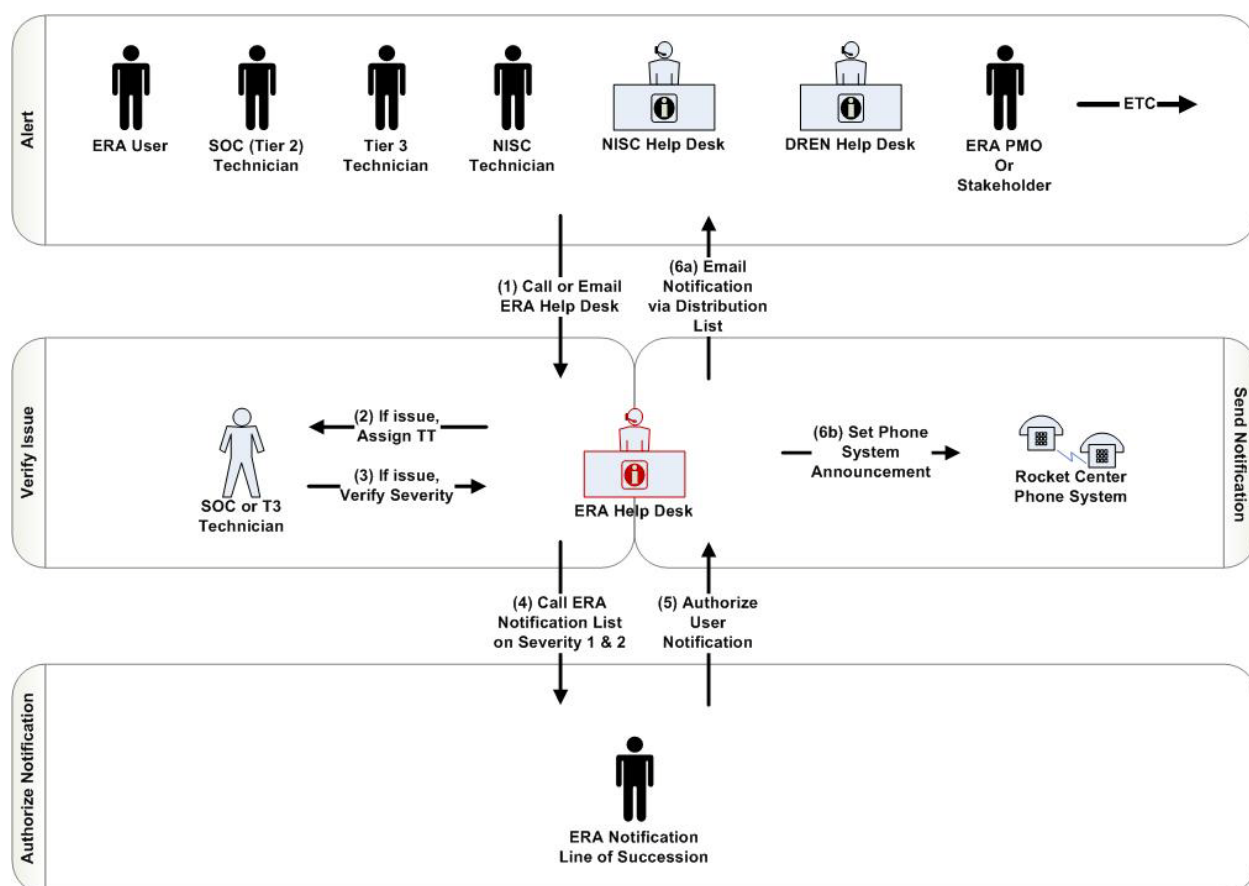 Alert
ERA User
SOC (Tier 2)
Technician
Tier 3
Technician
NISC
Technician
NISC Help Desk
DREN Help Desk
ERA PMO
Or
Stakeholder
ETC
(1) Call or Email
ERA Help Desk
(6a) Email
Notification
via Distribution
List
Verify Issue
(2) If issue,
Assign TT
(3) If issue,
Verify Severity
SOC or T3
Technician
ERA Help Desk
(6b) Set Phone
System
Announcement
Rocket Center
Phone System
Send Notification
(4) Call ERA
Notification List
on Severity 1 & 2
(5) Authorize
User
Notification
Authorize Notification
ERA Notification
Line of Succession